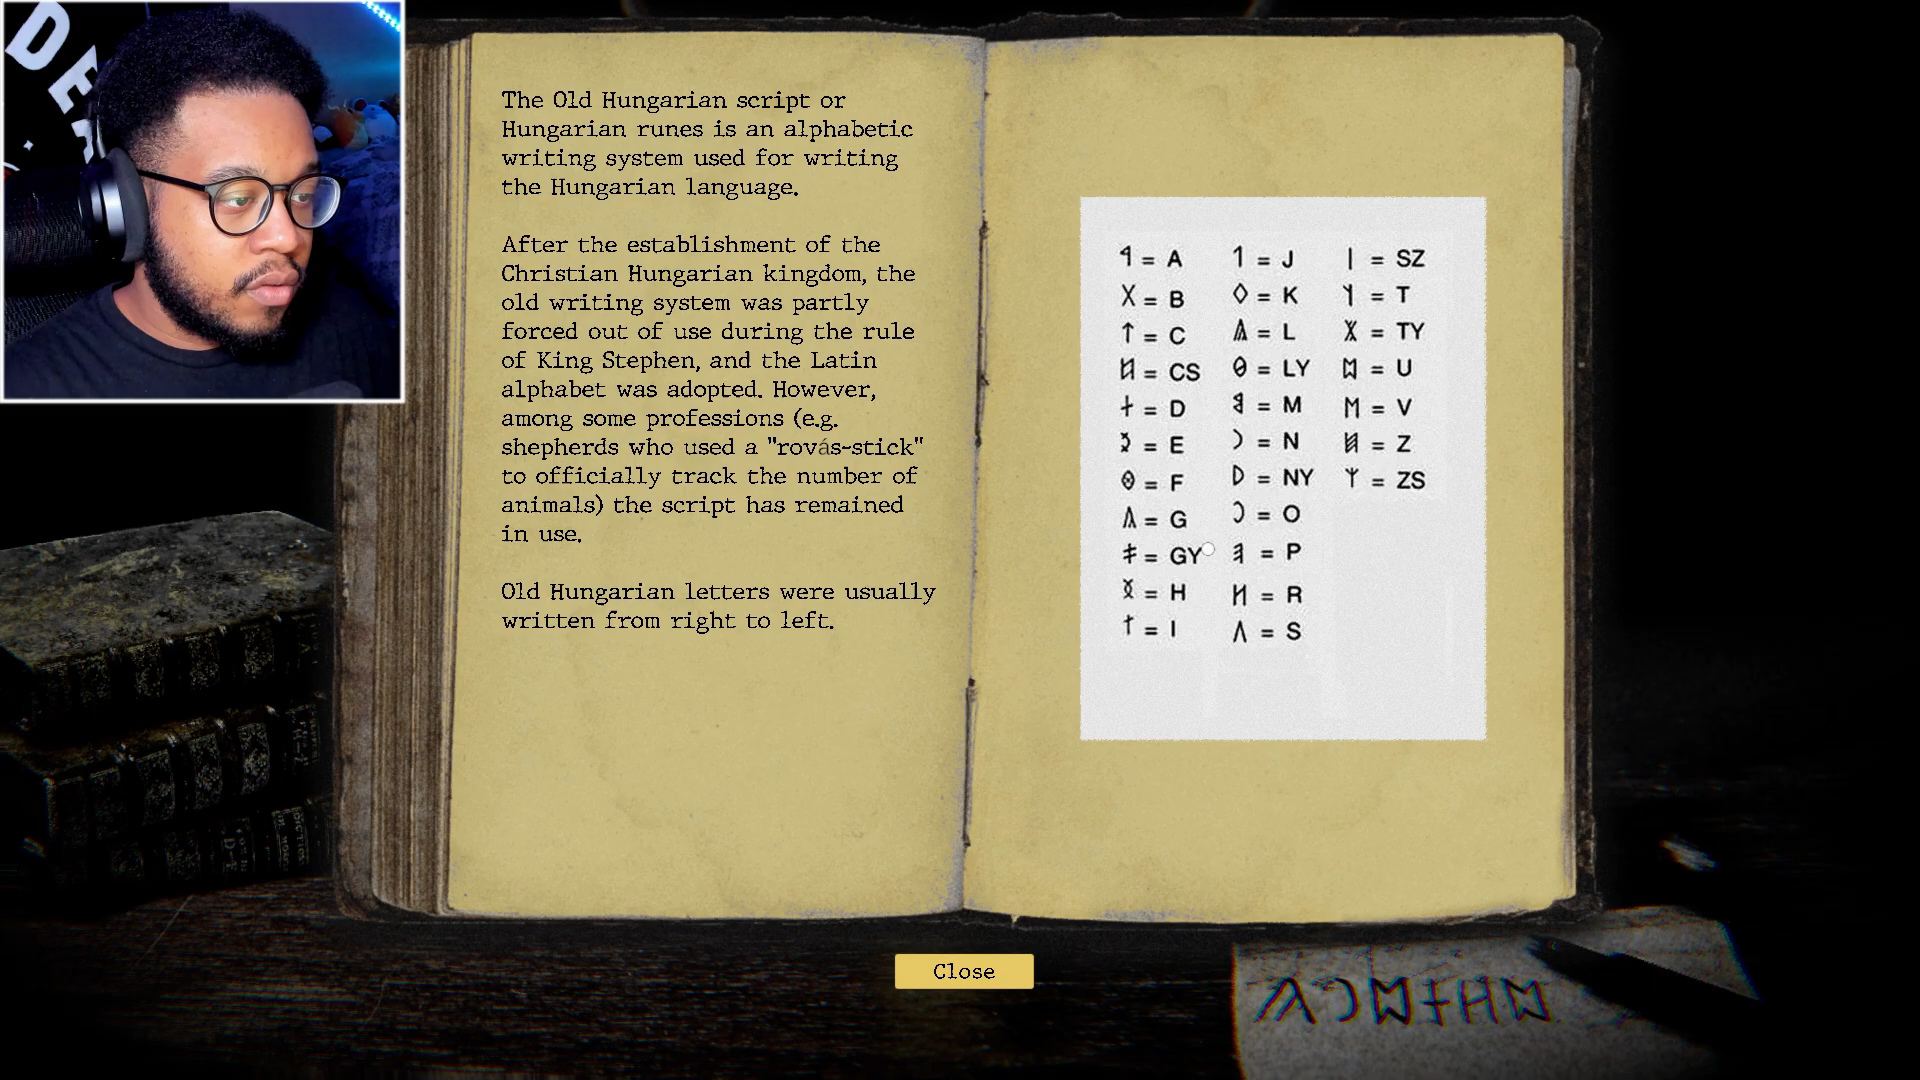 The Old Hungarian script or
Hungarian runes is an alphabetic
writing system used for writing
the Hungarian language.
After the establishment of the
Christian Hungarian kingdom, the
old writing system was partly
forced out of use during the rule
of King Stephen, and the Latin
alphabet was adopted. However,
among some professions (e.g.
shepherds who used a "rovás-stick"
to officially track the number of
animals) the script has remained
in use.
Old Hungarian letters were usually
written from right to left.
= A
= B
= C
= CS
= D
= E
= F
= G
= GY
= H
= I
= J
= K
= L
= LY
= M
= N
= NY
= O
= P
= R
= S
= SZ
= T
= TY
= U
= V
= Z
= ZS
Close